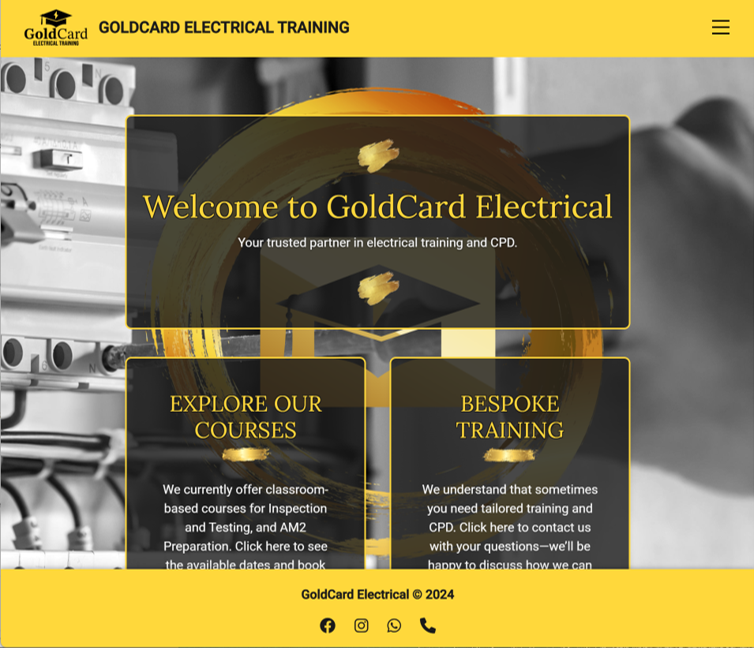 GoldCard
ELECTRICAL TRAINING
GOLDCARD ELECTRICAL TRAINING
5
N
Welcome to GoldCard Electrical
Your trusted partner in electrical training and CPD.
EXPLORE OUR
COURSES
We currently offer classroom-
based courses for Inspection
and Testing, and AM2
Preparation. Click here to see
the available dates and book
BESPOKE
TRAINING
We understand that sometimes
you need tailored training and
CPD. Click here to contact us
with your questions—we'll be
happy to discuss how we can
GoldCard Electrical © 2024